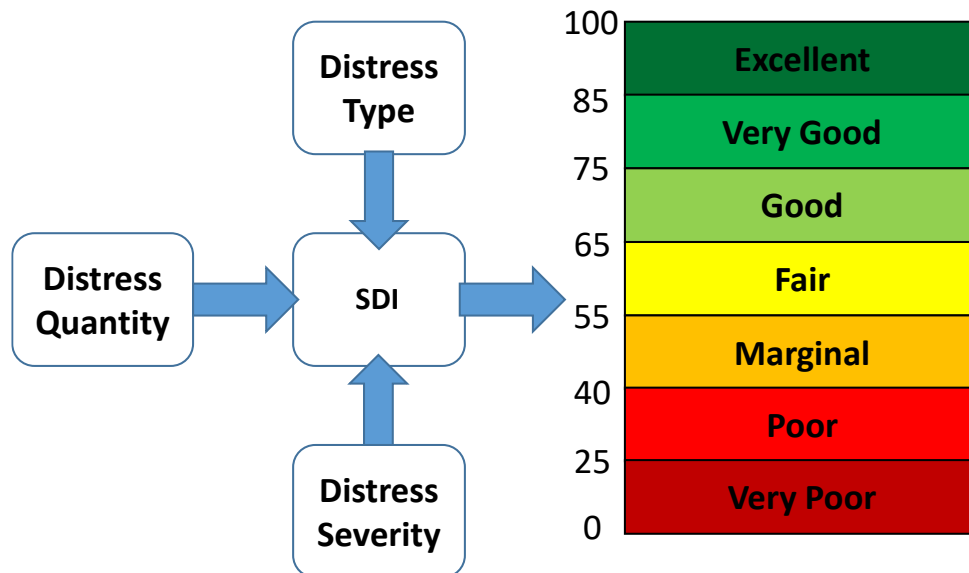 Distress
Type
Distress
Quantity
SDI
Distress
Severity
100
Excellent
85
Very Good
75
Good
65
Fair
55
Marginal
40
Poor
25
Very Poor
0